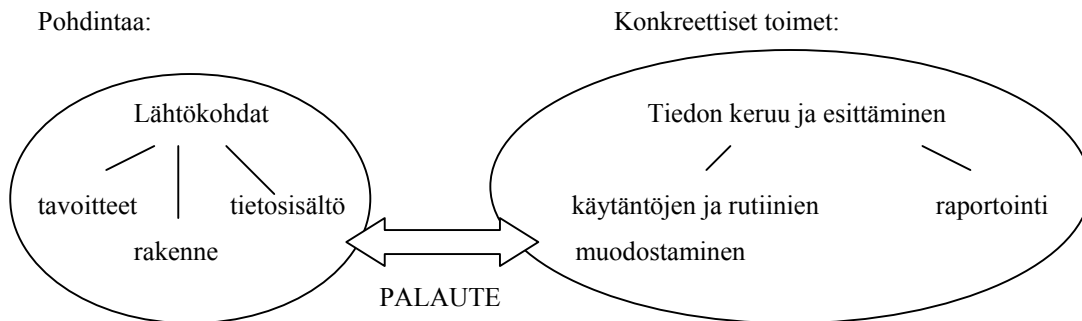 Pohdintaa:
Konkreettiset toimet:
Lähtökohdat
tavoitteet
tietosisältö
rakenne
Tiedon keruu ja esittäminen
käytäntöjen ja rutiinien
muodostaminen
raportointi
PALAUTE